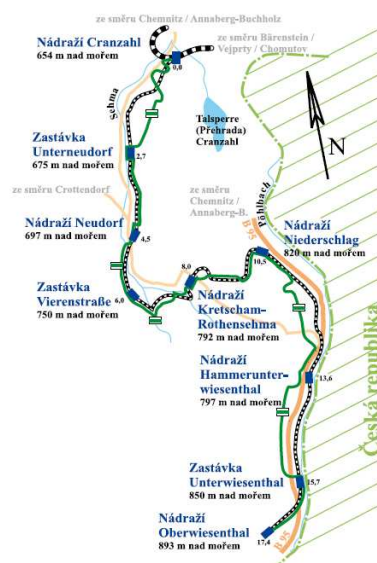 ze směru Chemnitz / Annaberg-Buchholz
ze směru Bärenstein /
Vejprty / Chomutov
Nádraží Cranzahl
654 m nad mořem
0,0
Sehma
Talsperre
(Přehrada)
Cranzahl
N
Zastávka
Unterneudorf
675 m nad mořem
2,7
ze směru Crottendorf
ze směru
Chemnitz /
Annaberg-B.
Pöhlbach
B 95
Nádraží Neudorf
697 m nad mořem
4,5
Nádraží
Niederschlag
820 m nad mořem
10,5
Zastávka
Vierenstraße
750 m nad mořem
6,0
8,0
Nádraží
Kretscham-
Rothensehma
792 m nad mořem
Nádraží
Hammerunter-
wiesenthal
797 m nad mořem
13,6
Česká republika
Zastávka
Unterwiesenthal
850 m nad mořem
15,7
Nádraží
Oberwiesenthal
893 m nad mořem
17,4
B 95